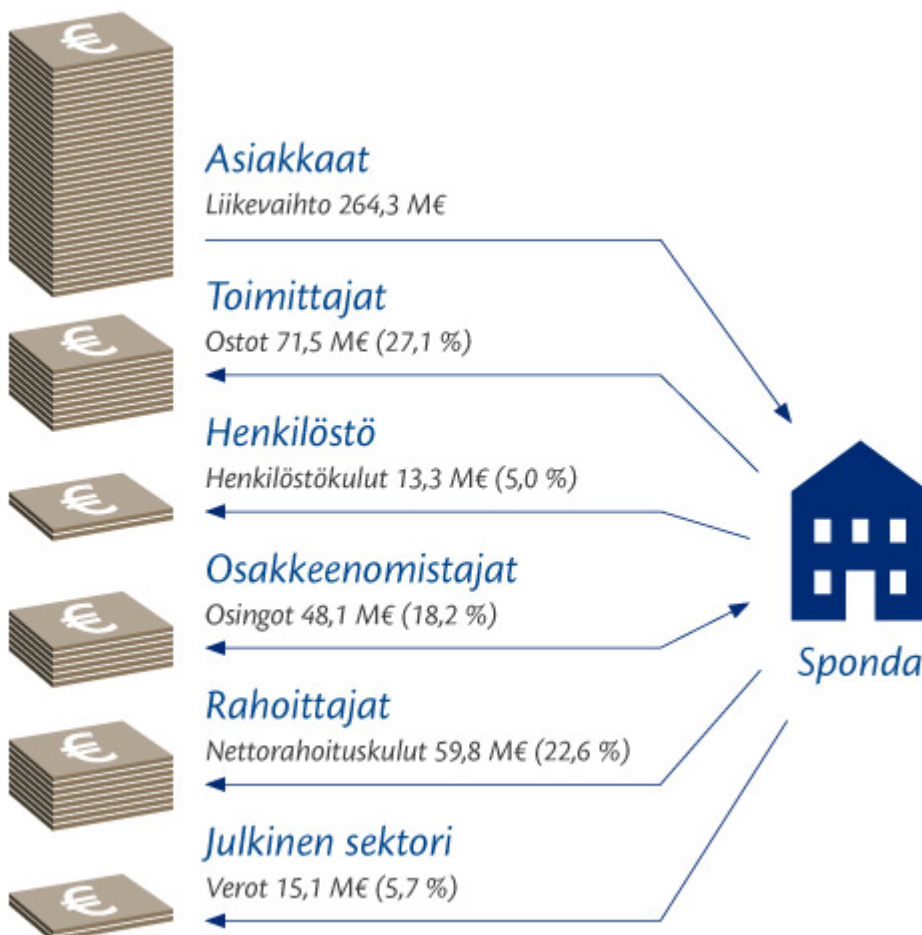 Asiakkaat
Liikevaihto 264,3 M€
Toimittajat
Ostot 71,5 M€ (27,1 %)
Henkilöstö
Henkilöstökulut 13,3 M€ (5,0 %)
Osakkeenomistajat
Osingot 48,1 M€ (18,2 %)
Sponda
Rahoittajat
Nettorahoituskulut 59,8 M€ (22,6 %)
Julkinen sektori
Verot 15,1 M€ (5,7 %)